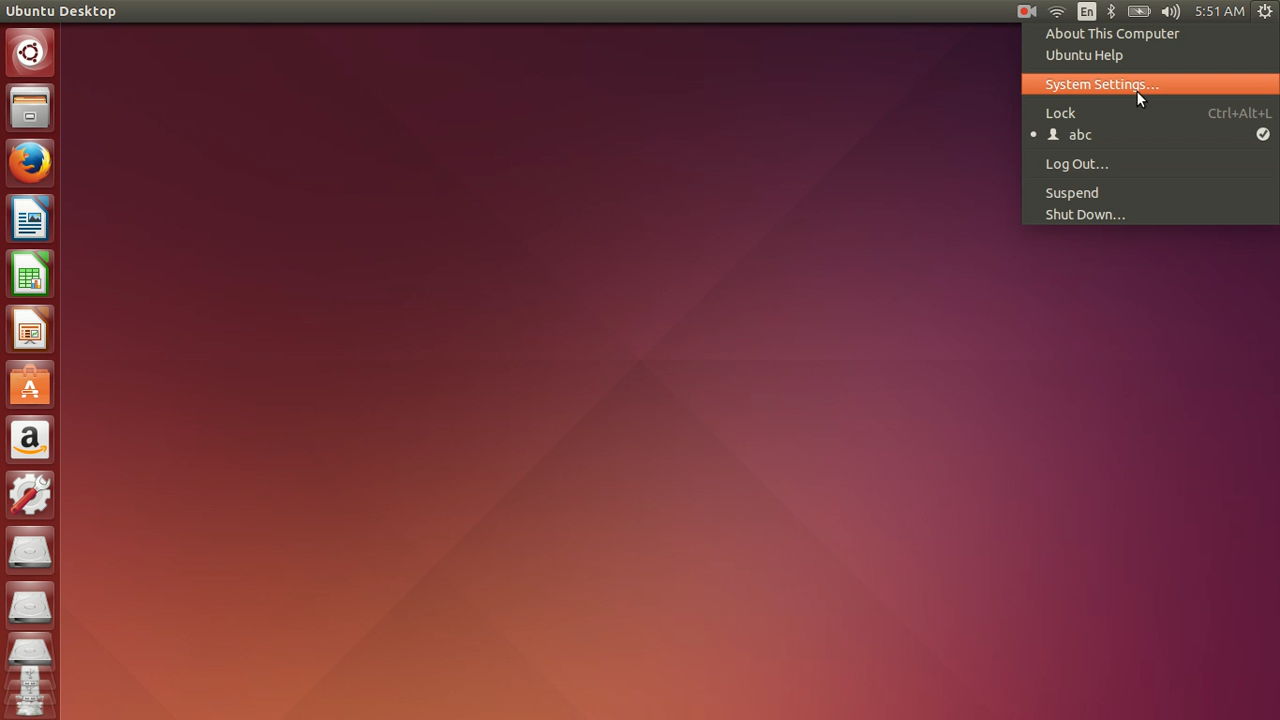 Ubuntu Desktop
En
5:51 AM
About This Computer
Ubuntu Help
System Settings...
Lock Ctrl+Alt+L
abc
Log Out...
Suspend
Shut Down...
A
a